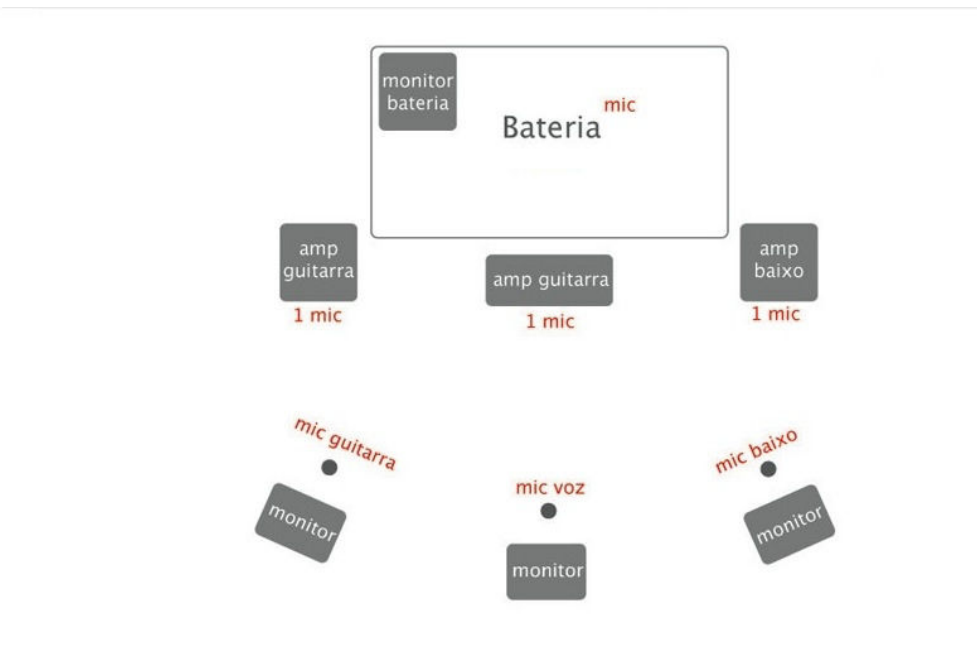 monitor
bateria
mic
Bateria
amp
guitarra
1 mic
amp guitarra
1 mic
amp
baixo
1 mic
mic guitarra
monitor
mic voz
monitor
mic baixo
monitor